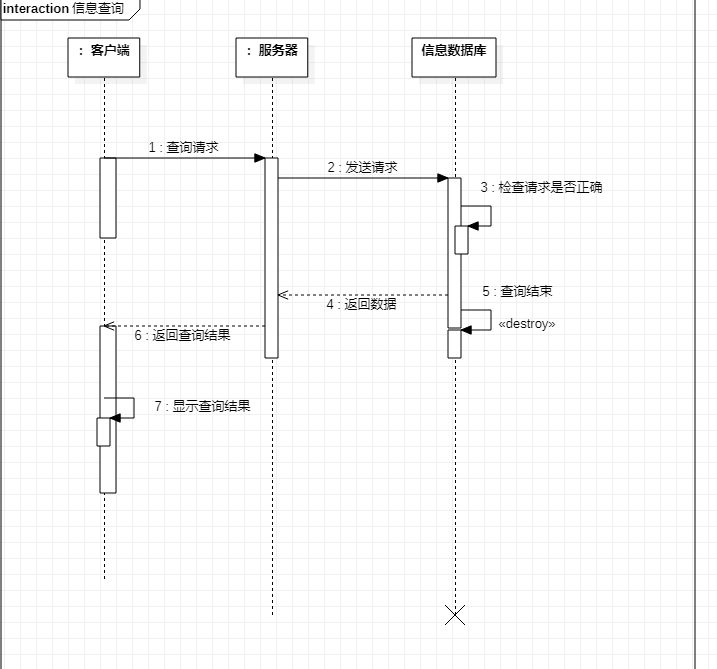 interaction 信息查询
: 客户端
: 服务器
信息数据库
1 : 查询请求
2 : 发送请求
3 : 检查请求是否正确
4 : 返回数据
5 : 查询结束
«destroy»
6 : 返回查询结果
7 : 显示查询结果